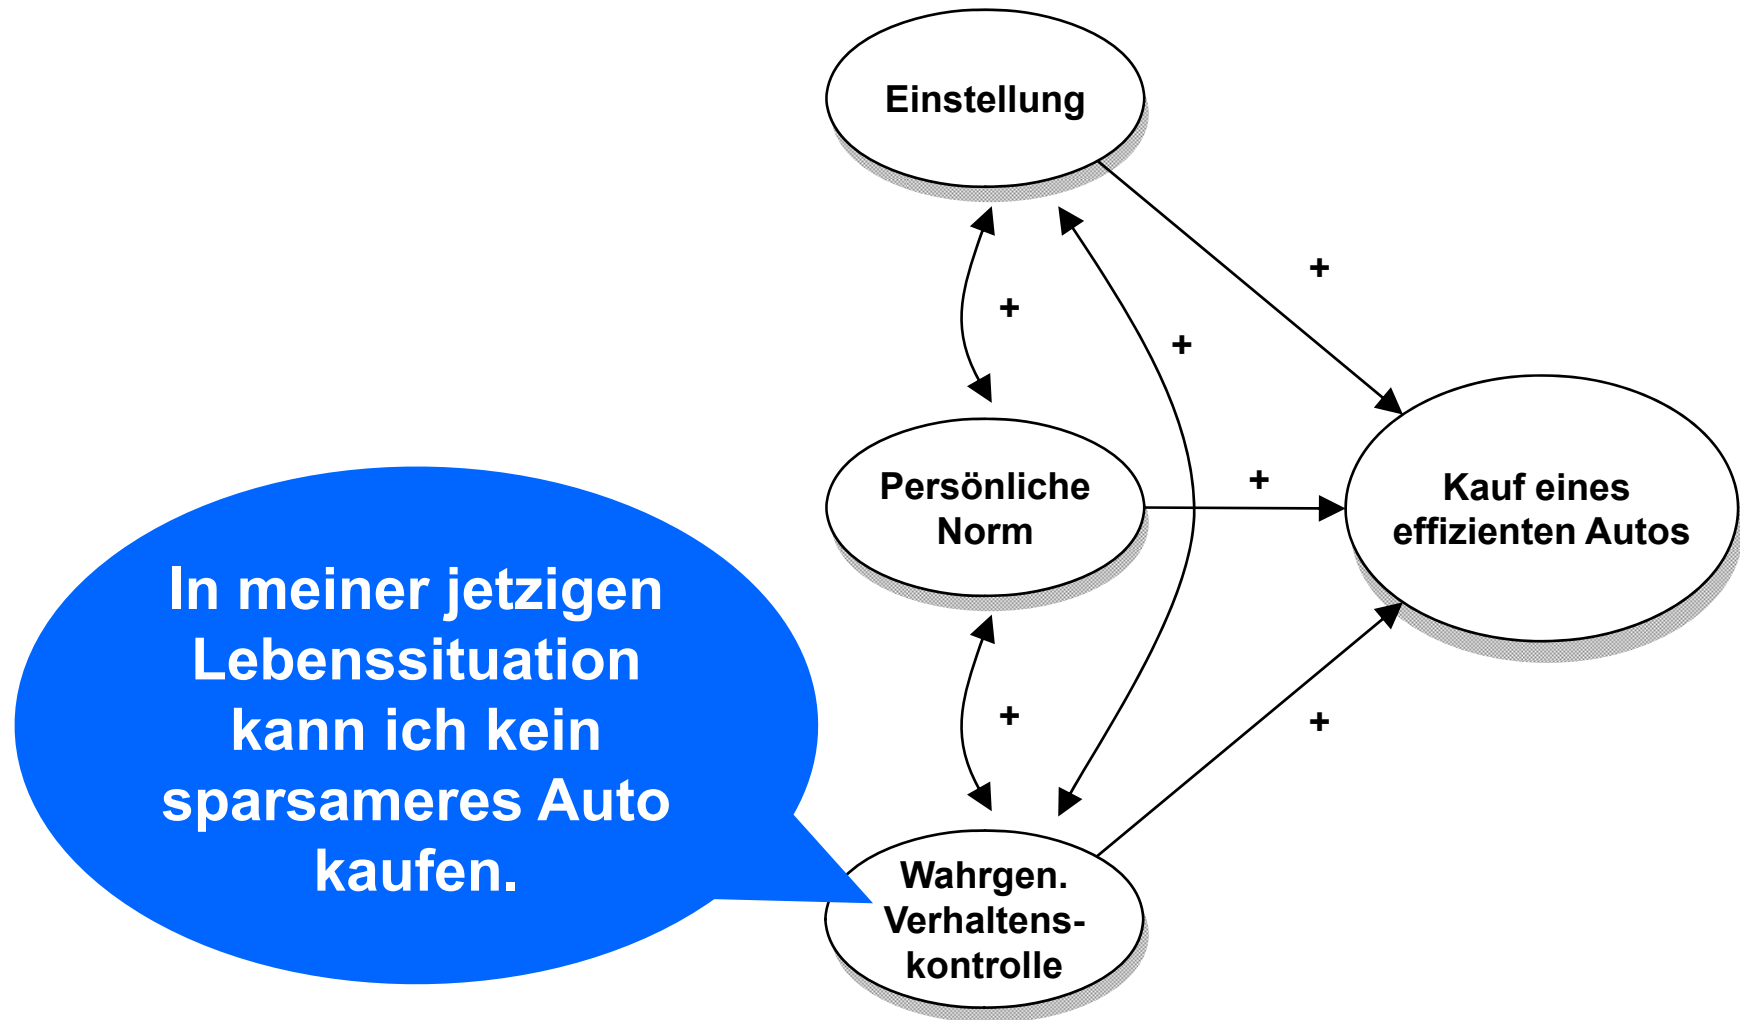 Einstellung
+
+
+
Persönliche
Norm
+
Kauf eines
effizienten Autos
In meiner jetzigen
Lebenssituation
kann ich kein
sparsameres Auto
kaufen.
+
+
Wahrgen.
Verhaltens-
kontrolle